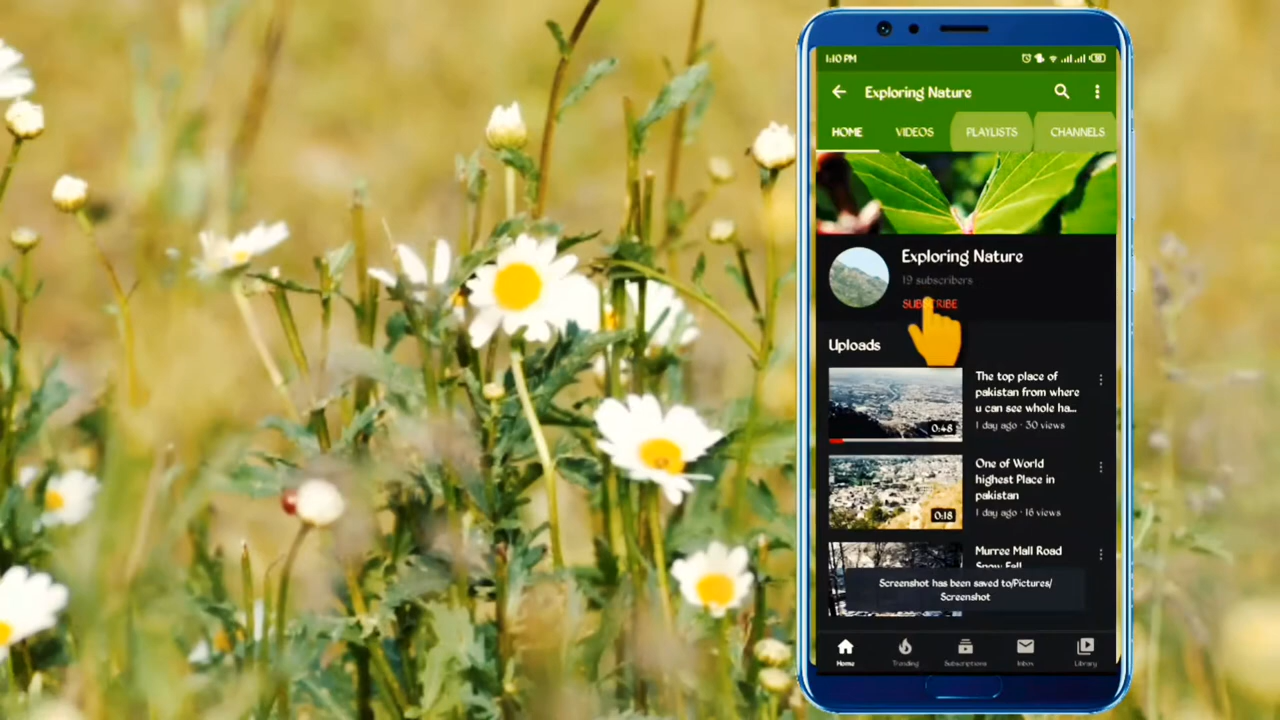 1:10 PM
Exploring Nature
HOME VIDEOS PLAYLISTS CHANNELS
Exploring Nature
19 subscribers
SUBSCRIBE
Uploads
The top place of
pakistan from where
u can see whole ha...
1 day ago · 30 views
0:48
One of World
highest Place in
pakistan
1 day ago · 16 views
0:18
Murree Mall Road
Snow Fall
Screenshot has been saved to/Pictures/
Screenshot
Home Trending Subscriptions Inbox Library